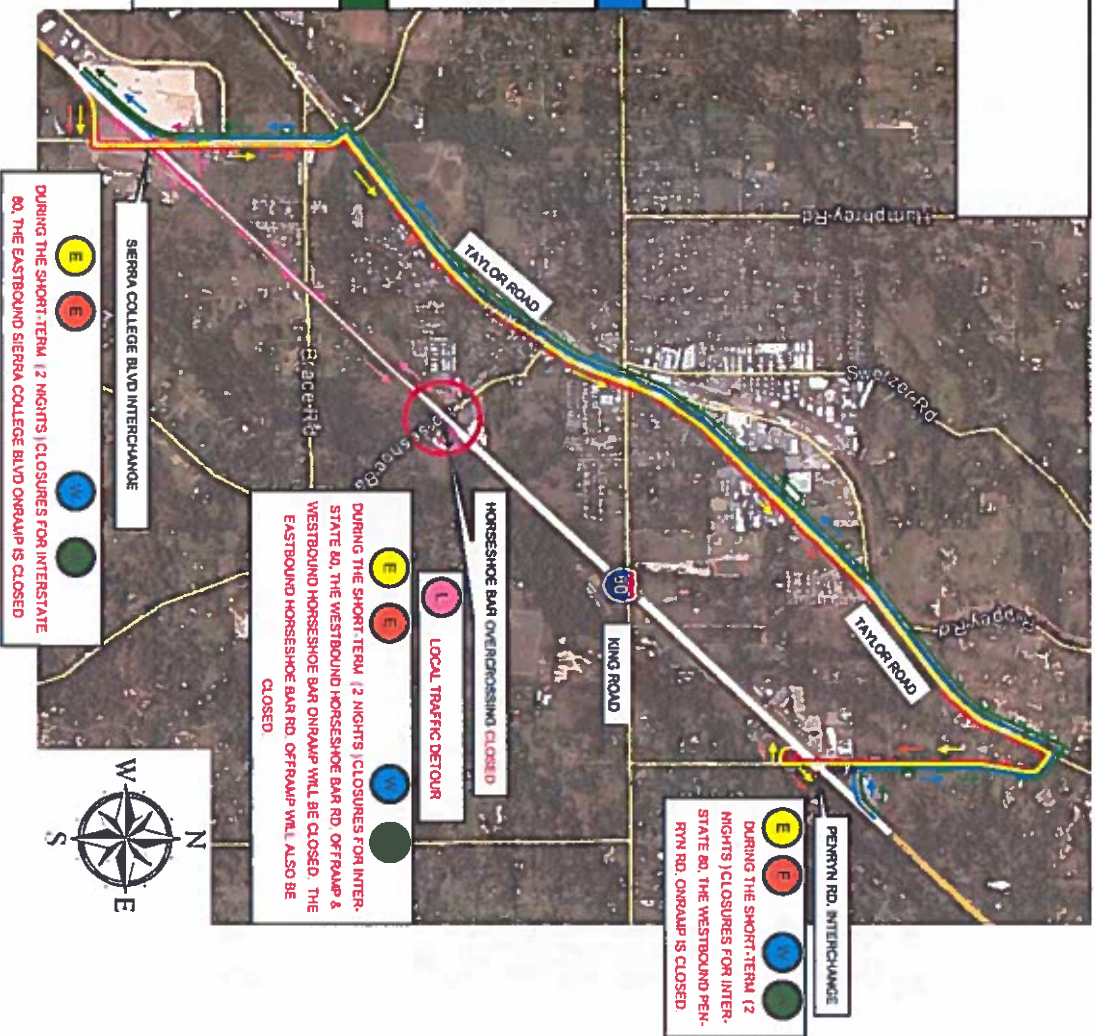 Humphrey-Rd
TAYLOR ROAD
Swetzer-Rd
Rippey-Rd
TAYLOR ROAD
Brace-Rd
80
KING ROAD
HORSESHOE BAR OVERCROSSING CLOSED
L LOCAL TRAFFIC DETOUR
E E W
DURING THE SHORT-TERM (2 NIGHTS) CLOSURES FOR INTER-
STATE 80, THE WESTBOUND HORSESHOE BAR RD. OFFRAMP &
WESTBOUND HORSESHOE BAR ONRAMP WILL BE CLOSED. THE
EASTBOUND HORSESHOE BAR RD. OFFRAMP WILL ALSO BE
CLOSED.
SIERRA COLLEGE BLVD INTERCHANGE
E E W
DURING THE SHORT-TERM (2 NIGHTS) CLOSURES FOR INTERSTATE
80, THE EASTBOUND SIERRA COLLEGE BLVD ONRAMP IS CLOSED
PENRYN RD. INTERCHANGE
E E W W
DURING THE SHORT-TERM (2
NIGHTS) CLOSURES FOR INTER-
STATE 80, THE WESTBOUND PEN-
RYN RD. ONRAMP IS CLOSED.
N
W
E
S